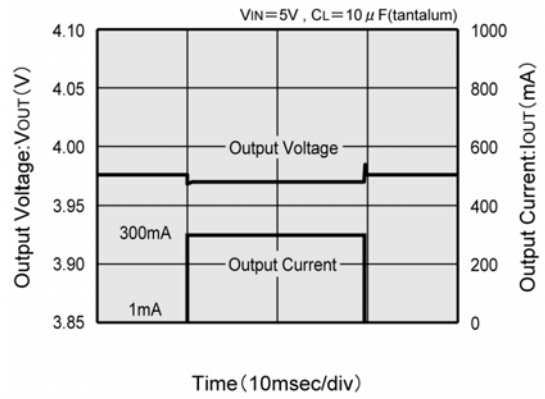 VIN=5V , CL=10μF(tantalum)
Output Voltage:VOUT(V)
4.10
4.05
4.00
3.95
3.90
3.85
Output Voltage
300mA
Output Current
1mA
1000
800
600
400
200
0
Output Current:IOUT(mA)
Time(10msec/div)